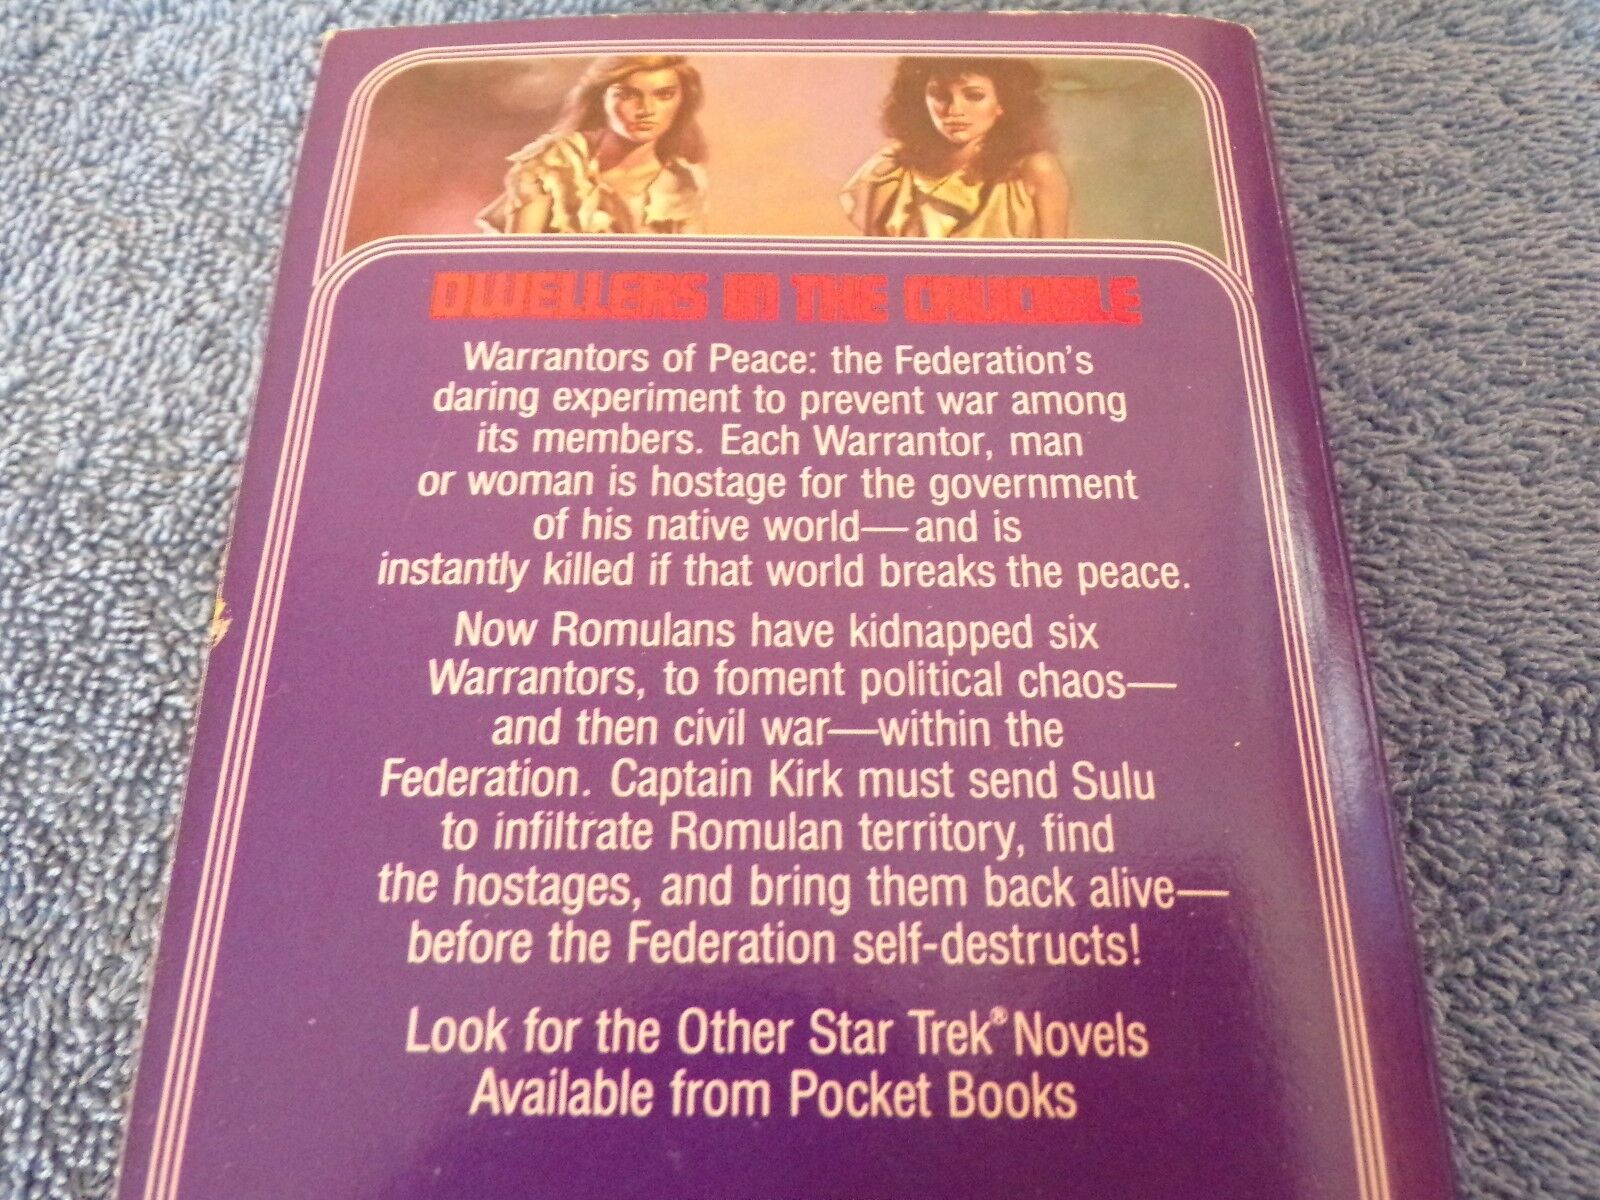 DWELLERS IN THE CRUCIBLE
Warrantors of Peace: the Federation's
daring experiment to prevent war among
its members. Each Warrantor, man
or woman is hostage for the government
of his native world—and is
instantly killed if that world breaks the peace.
Now Romulans have kidnapped six
Warrantors, to foment political chaos—
and then civil war—within the
Federation. Captain Kirk must send Sulu
to infiltrate Romulan territory, find
the hostages, and bring them back alive—
before the Federation self-destructs!
Look for the Other Star Trek® Novels
Available from Pocket Books